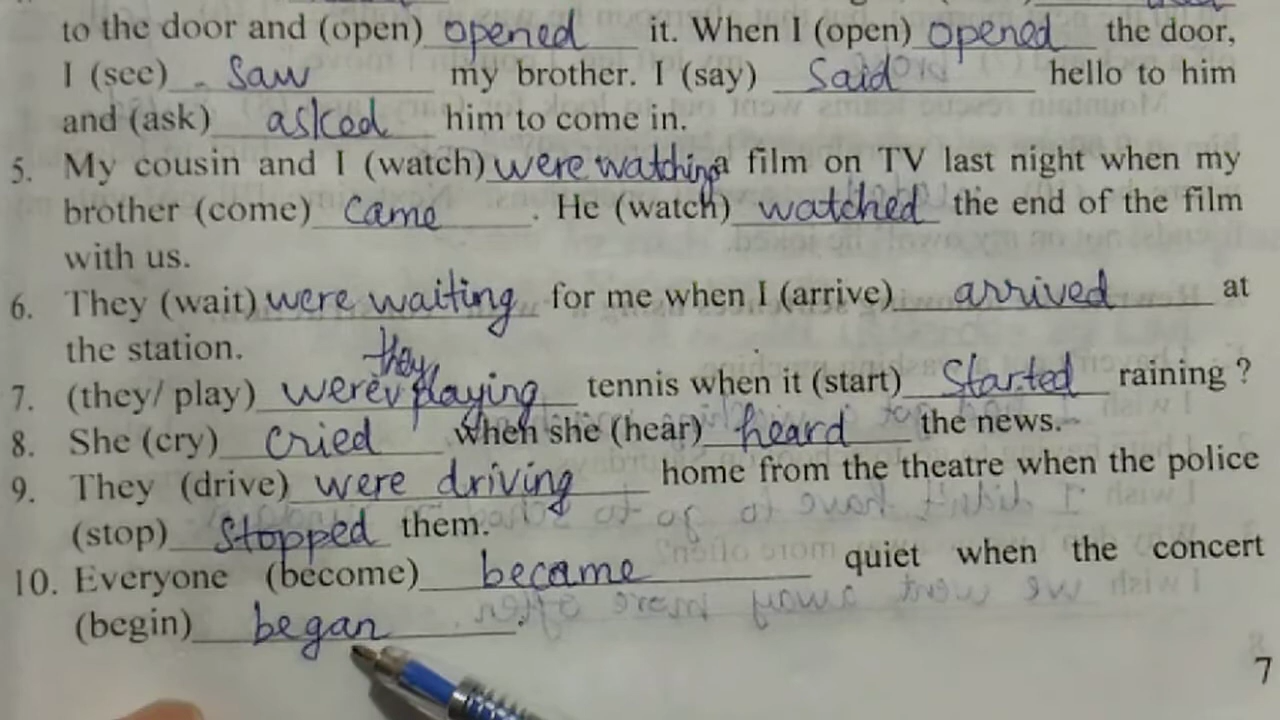 to the door and (open) opened it. When I (open) opened the door,
I (see) saw my brother. I (say) said hello to him
and (ask) asked him to come in.
5. My cousin and I (watch) were watching a film on TV last night when my
brother (come) came. He (watch) watched the end of the film
with us.
6. They (wait) were waiting for me when I (arrive) arrived at
the station.
they
7. (they/ play) were playing tennis when it (start) started raining ?
8. She (cry) cried when she (hear) heard the news.
9. They (drive) were driving home from the theatre when the police
(stop) stopped them.
10. Everyone (become) became quiet when the concert
(begin) began.
7